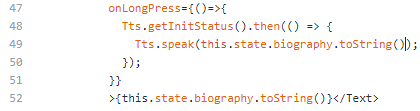 47 onLongPress={()=>{
48 Tts.getInitStatus().then(() => {
49 Tts.speak(this.state.biography.toString());
50 });
51 }}
52 >{this.state.biography.toString()}</Text>